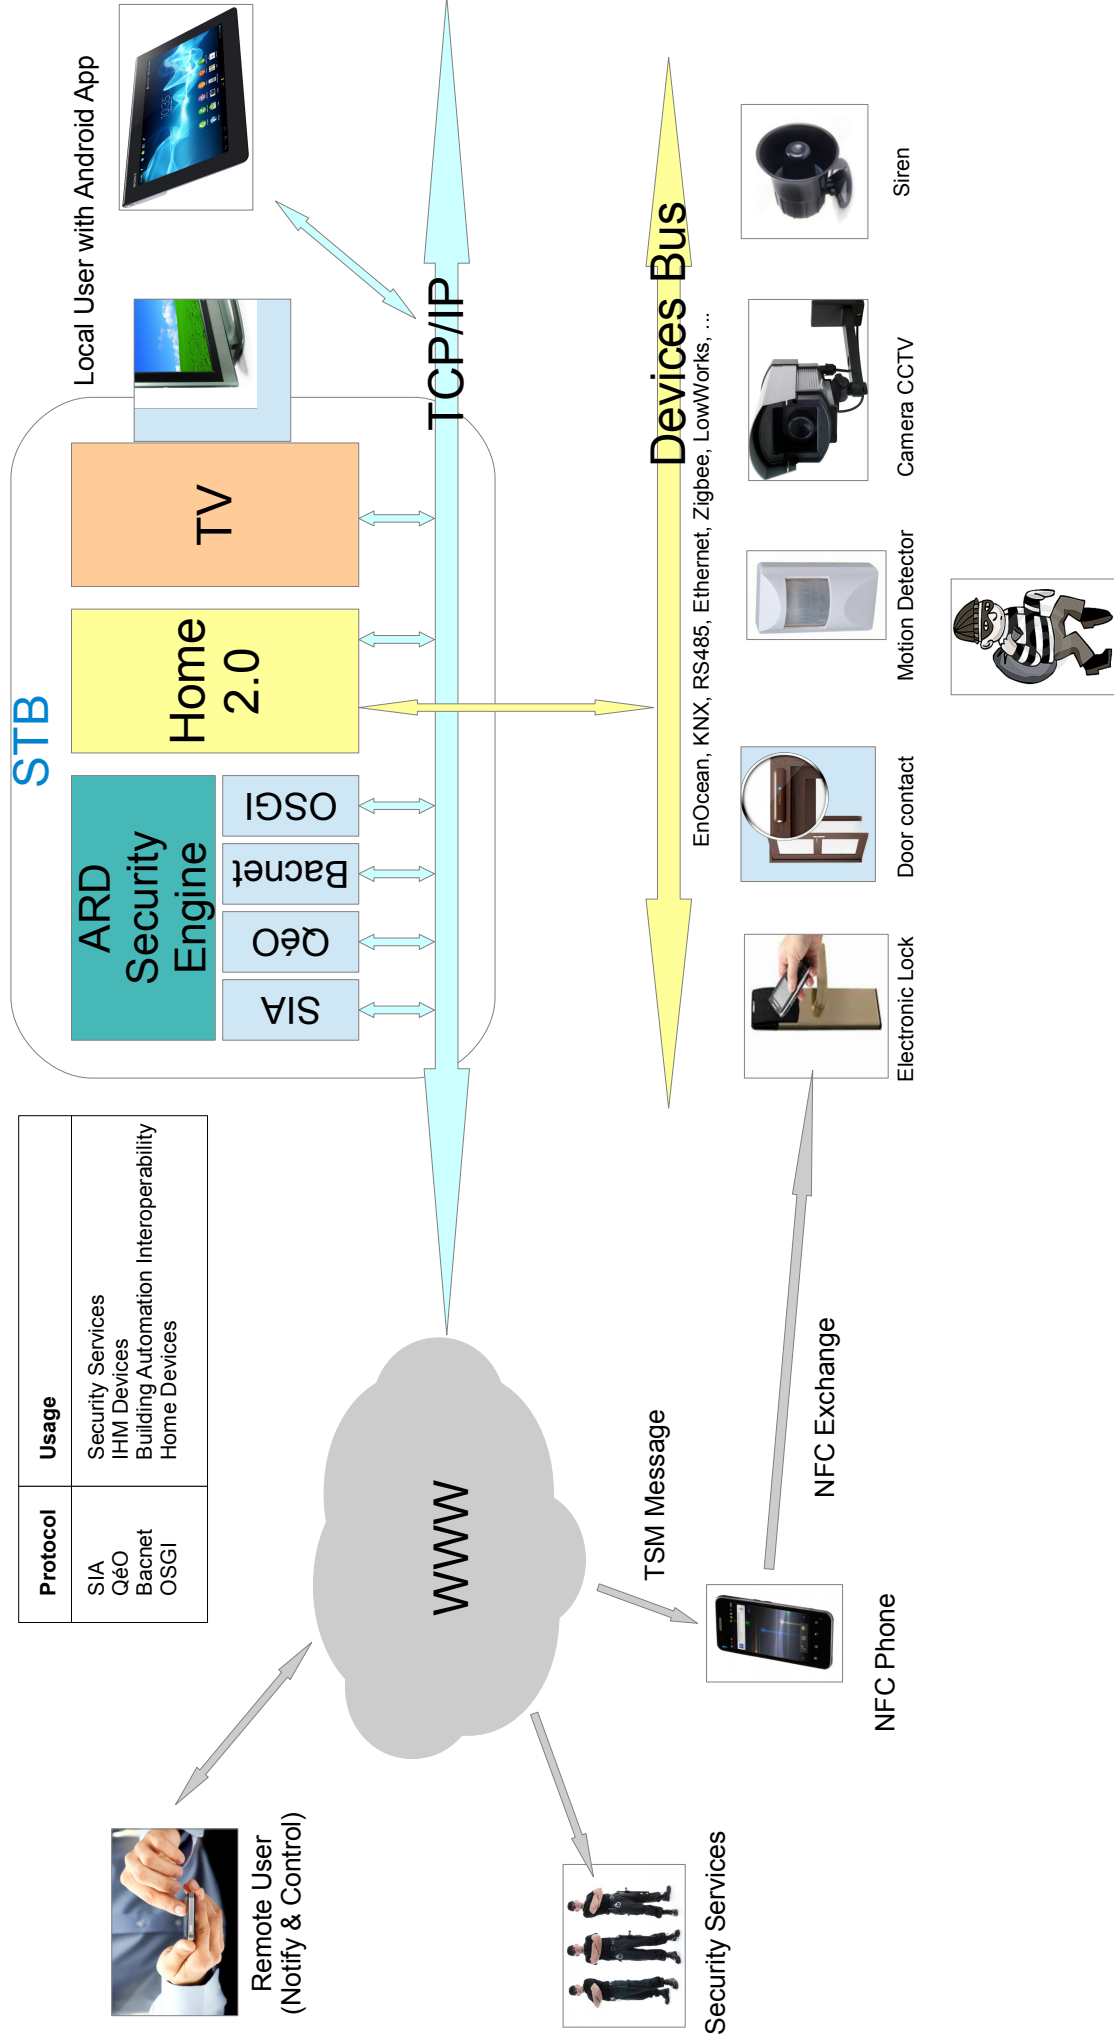 Protocol Usage
SIA Security Services
QéO IHM Devices
Bacnet Building Automation Interoperability
OSGI Home Devices
STB
ARD
Security
Engine
SIA
QéO
Bacnet
OSGI
Home
2.0
TV
Local User with Android App
SONY
TCP/IP
WWW
Remote User
(Notify & Control)
Security Services
TSM Message
NFC Phone
NFC Exchange
Devices Bus
EnOcean, KNX, RS485, Ethernet, Zigbee, LowWorks, ...
Electronic Lock
Door contact
Motion Detector
Camera CCTV
Siren